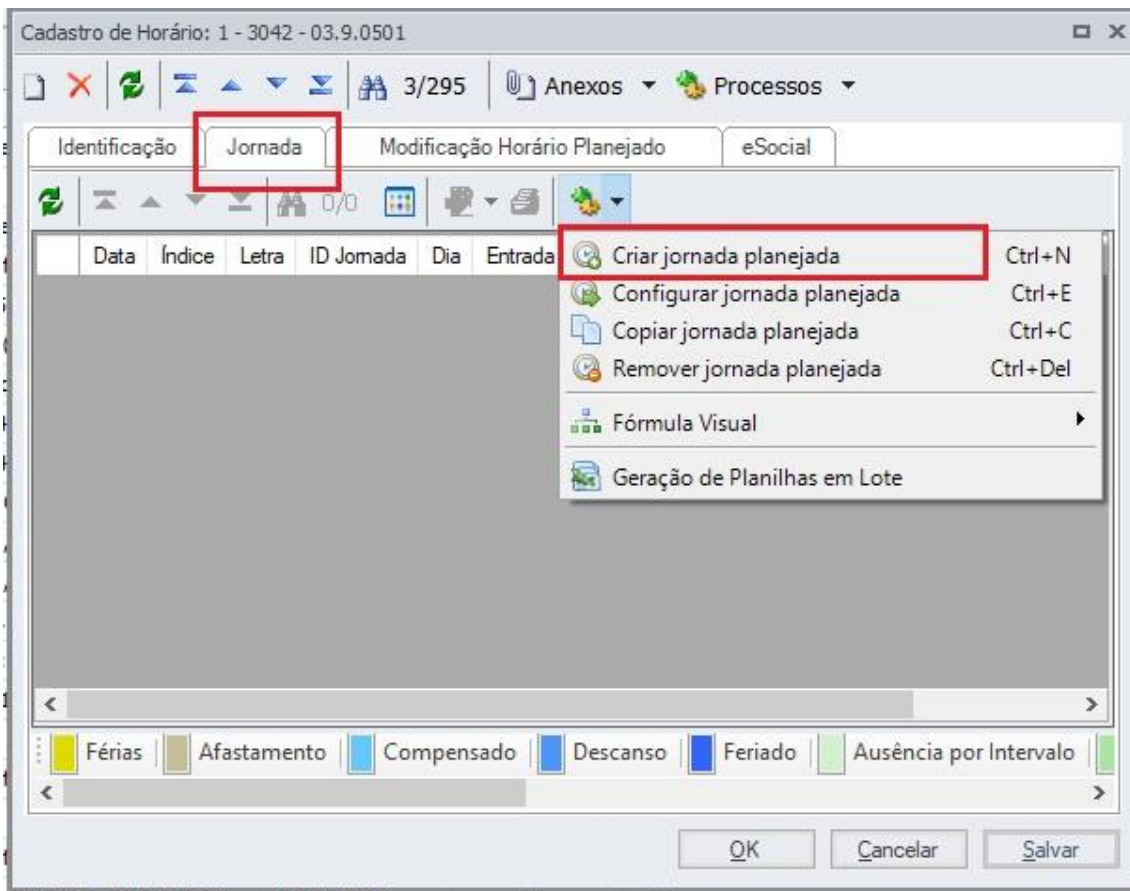 Cadastro de Horário: 1 - 3042 - 03.9.0501
3/295 Anexos Processos
Identificação Jornada Modificação Horário Planejado eSocial
0/0
Data Índice Letra ID Jornada Dia Entrada
Criar jornada planejada Ctrl+N
Configurar jornada planejada Ctrl+E
Copiar jornada planejada Ctrl+C
Remover jornada planejada Ctrl+Del
Fórmula Visual
Geração de Planilhas em Lote
Férias Afastamento Compensado Descanso Feriado Ausência por Intervalo
OK Cancelar Salvar